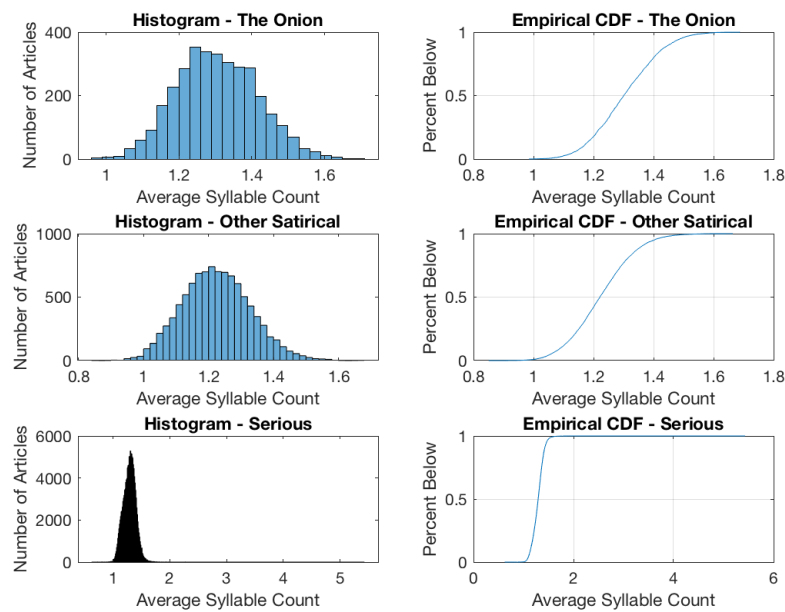 Histogram - The Onion
Number of Articles
400
200
0
1
1.2
1.4
1.6
Average Syllable Count
Empirical CDF - The Onion
Percent Below
1
0.5
0
0.8
1
1.2
1.4
1.6
1.8
Average Syllable Count
Histogram - Other Satirical
Number of Articles
1000
500
0
0.8
1
1.2
1.4
1.6
Average Syllable Count
Empirical CDF - Other Satirical
Percent Below
1
0.5
0
0.8
1
1.2
1.4
1.6
1.8
Average Syllable Count
Histogram - Serious
Number of Articles
6000
4000
2000
0
1
2
3
4
5
Average Syllable Count
Empirical CDF - Serious
Percent Below
1
0.5
0
0
2
4
6
Average Syllable Count